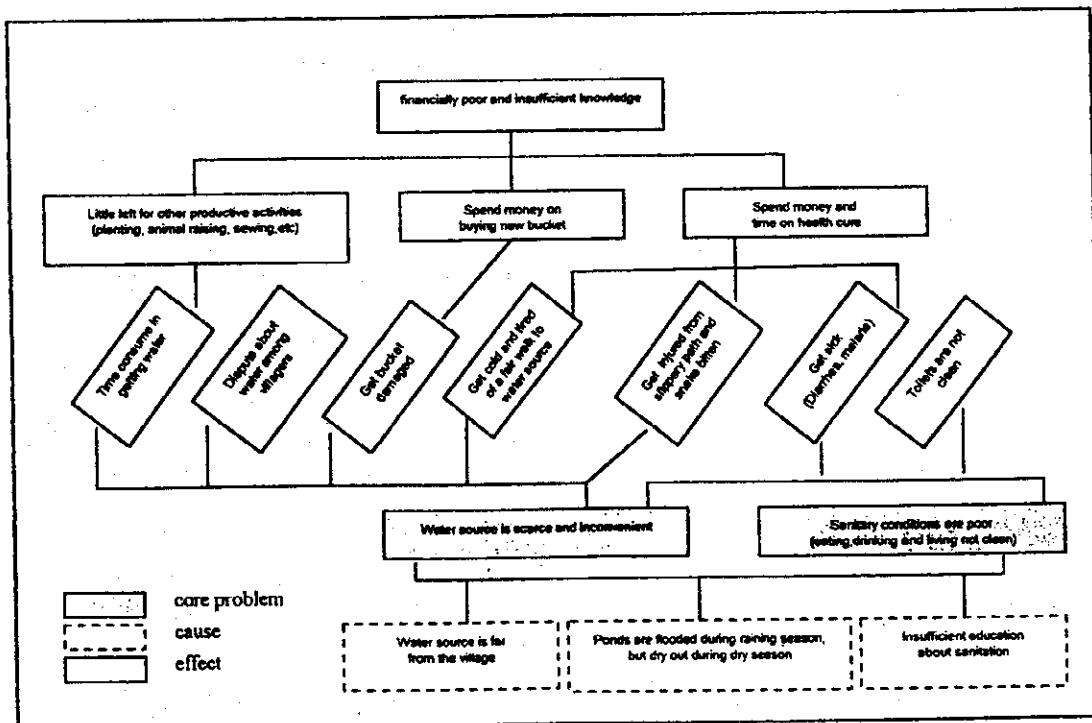 financially poor and insufficient knowledge
Little left for other productive activities
(planting, animal raising, sewing,etc)
Spend money on
buying new bucket
Spend money and
time on health cure
Time consume in
getting water
Dispute about
water among
villagers
Get bucket
damaged
Get cold and tired
of a fair walk to
water source
Get injured from
slippery path and
snake bitten
Get sick
(Diarrhea, malaria)
Toilets are not
clean
Water source is scarce and inconvenient
Sanitary conditions are poor
(eating,drinking and living not clean)
core problem
cause
effect
Water source is far
from the village
Ponds are flooded during raining season,
but dry out during dry season
Insufficient education
about sanitation